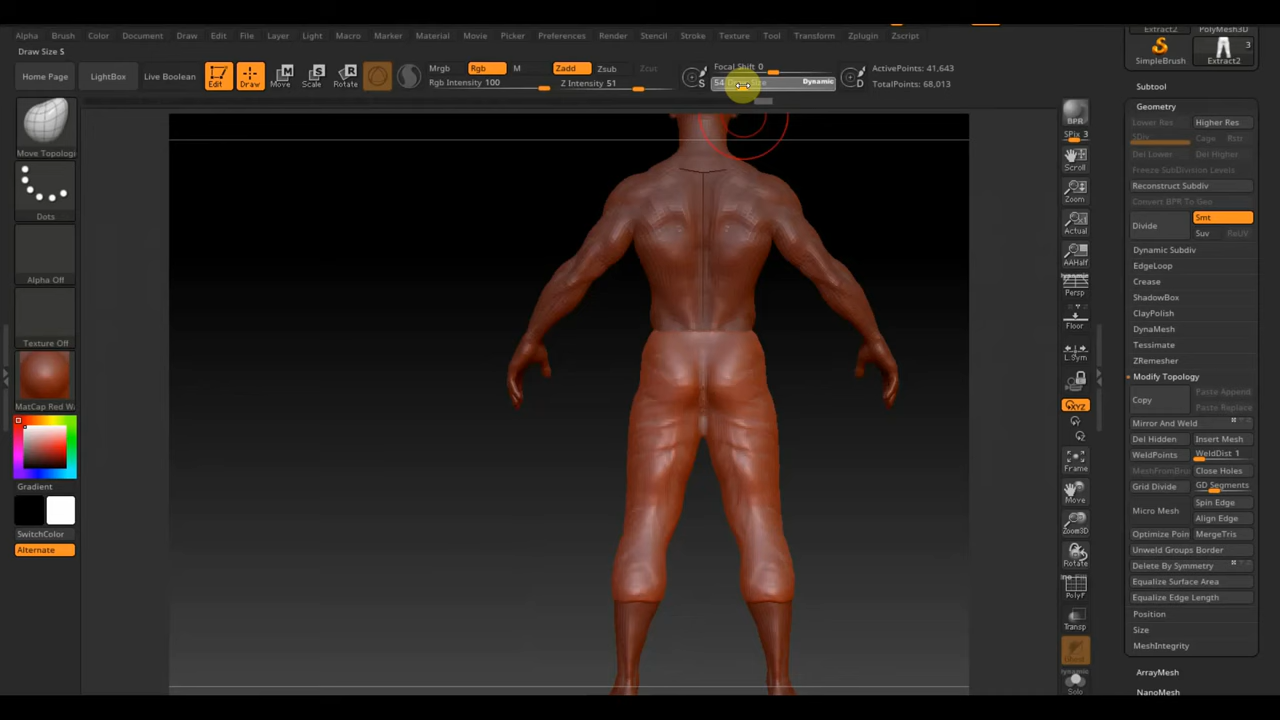 Extract2 PolyMesh3D
Alpha Brush Color Document Draw Edit File Layer Light Macro Marker Material Movie Picker Preferences Render Stencil Stroke Texture Tool Transform Zplugin Zscript
Draw Size S
Home Page LightBox Live Boolean Edit Draw Move Scale Rotate
Mrgb Rgb M Zadd Zsub Zcut
Rgb Intensity 100 Z Intensity 51
S Focal Shift 0 Dynamic D
ActivePoints: 41,643
TotalPoints: 68,013
SimpleBrush 3 Extract2
Subtool
Geometry
Lower Res Higher Res
SDiv Cage Rstr
Del Lower Del Higher
Freeze SubDivision Levels
Reconstruct Subdiv
Convert BPR To Geo
Divide Smt
Suv ReUV
Dynamic Subdiv
EdgeLoop
Crease
ShadowBox
ClayPolish
DynaMesh
Tessimate
ZRemesher
Modify Topology
Copy Paste Append
Paste Replace
Mirror And Weld
Del Hidden Insert Mesh
WeldPoints WeldDist 1
MeshFromBru Close Holes
Grid Divide GD Segments
Micro Mesh Spin Edge
Align Edge
Optimize Poin MergeTris
Unweld Groups Border
Delete By Symmetry
Equalize Surface Area
Equalize Edge Length
Position
Size
MeshIntegrity
ArrayMesh
NanoMesh
BPR
SPix 3
Scroll
Zoom
Actual
AAHalf
Dynamic
Persp
Floor
L.Sym
XYZ
Frame
Move
Zoom3D
Rotate
PolyF
Transp
Dynamic
Solo
Move Topologi
Dots
Alpha Off
Texture Off
MatCap Red Wa
Gradient
SwitchColor
Alternate